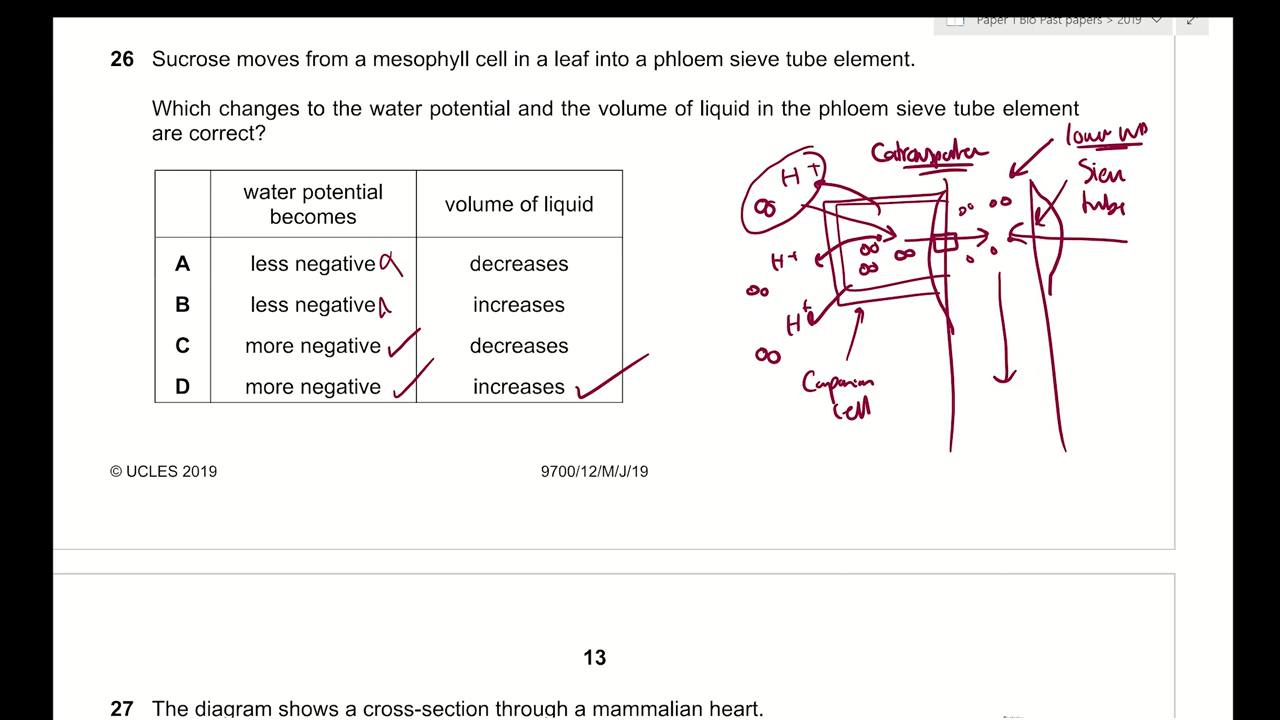 Paper 1 Bio Past papers > 2019
26 Sucrose moves from a mesophyll cell in a leaf into a phloem sieve tube element.
Which changes to the water potential and the volume of liquid in the phloem sieve tube element
are correct?
water potential
becomes
volume of liquid
A less negative decreases
B less negative increases
C more negative decreases
D more negative increases
Cotransporter
lower wp
Sieve
tube
H+
H+
H+
Companion
cell
© UCLES 2019 9700/12/M/J/19
13
27 The diagram shows a cross-section through a mammalian heart.